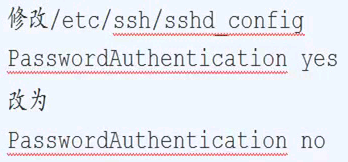 修改/etc/ssh/sshd_config
PasswordAuthentication yes
改为
PasswordAuthentication no